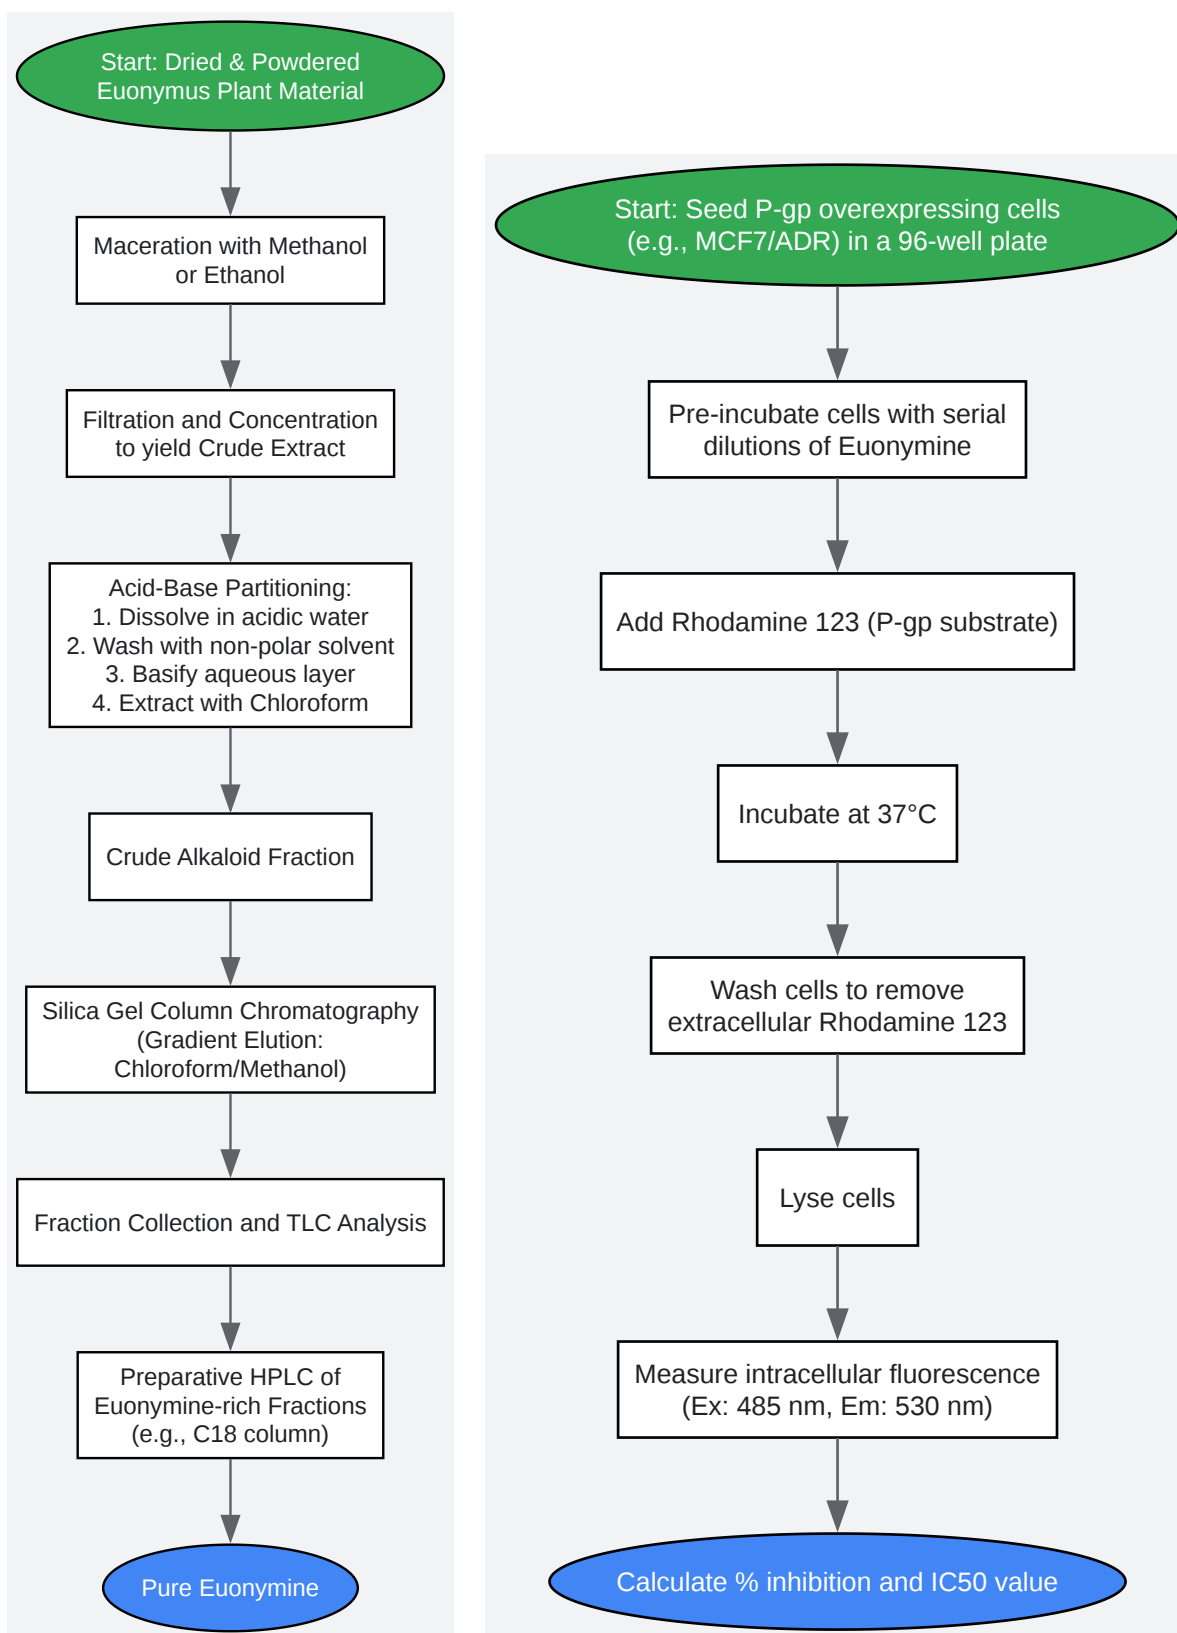 Start: Dried & Powdered
Euonymus Plant Material
Maceration with Methanol
or Ethanol
Filtration and Concentration
to yield Crude Extract
Acid-Base Partitioning:
1. Dissolve in acidic water
2. Wash with non-polar solvent
3. Basify aqueous layer
4. Extract with Chloroform
Crude Alkaloid Fraction
Silica Gel Column Chromatography
(Gradient Elution:
Chloroform/Methanol)
Fraction Collection and TLC Analysis
Preparative HPLC of
Euonymine-rich Fractions
(e.g., C18 column)
Pure Euonymine
Start: Seed P-gp overexpressing cells
(e.g., MCF7/ADR) in a 96-well plate
Pre-incubate cells with serial
dilutions of Euonymine
Add Rhodamine 123 (P-gp substrate)
Incubate at 37°C
Wash cells to remove
extracellular Rhodamine 123
Lyse cells
Measure intracellular fluorescence
(Ex: 485 nm, Em: 530 nm)
Calculate % inhibition and IC50 value